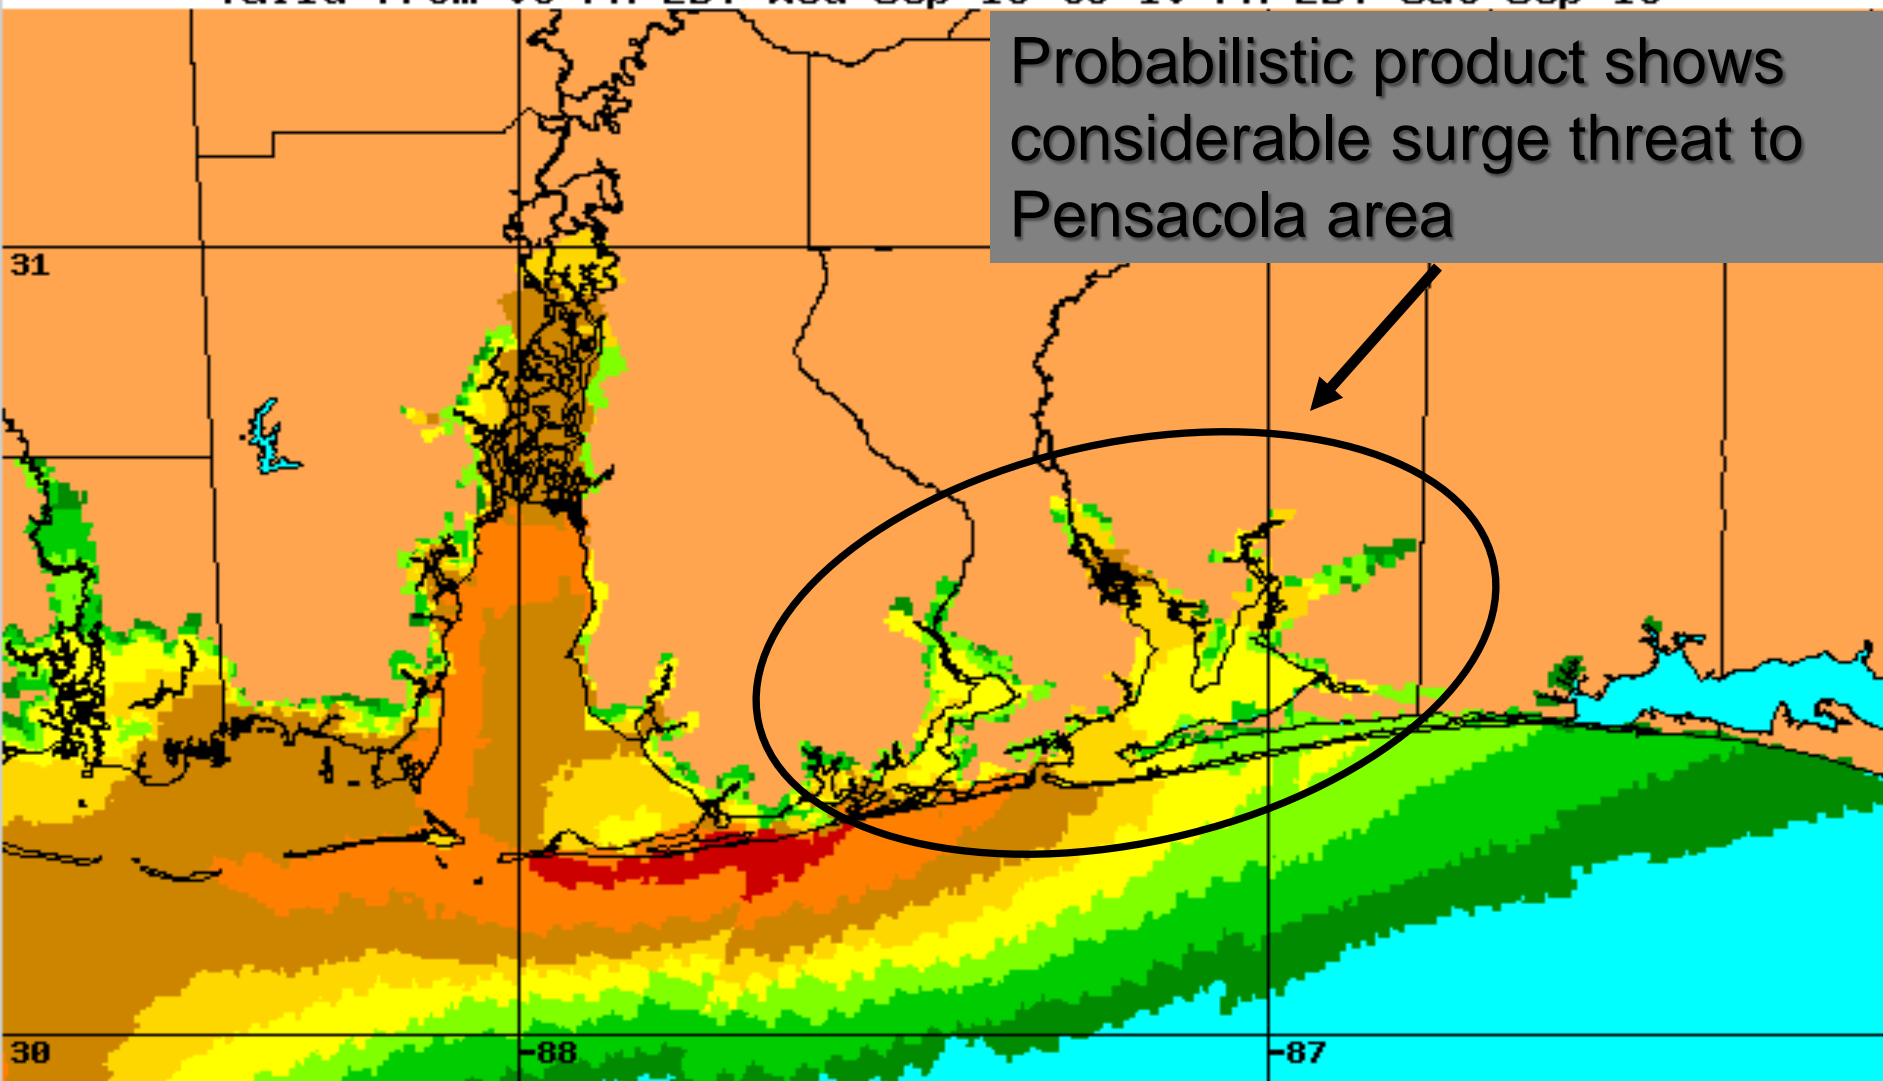 Probabilistic product shows
considerable surge threat to
Pensacola area
31
30
-88
-87